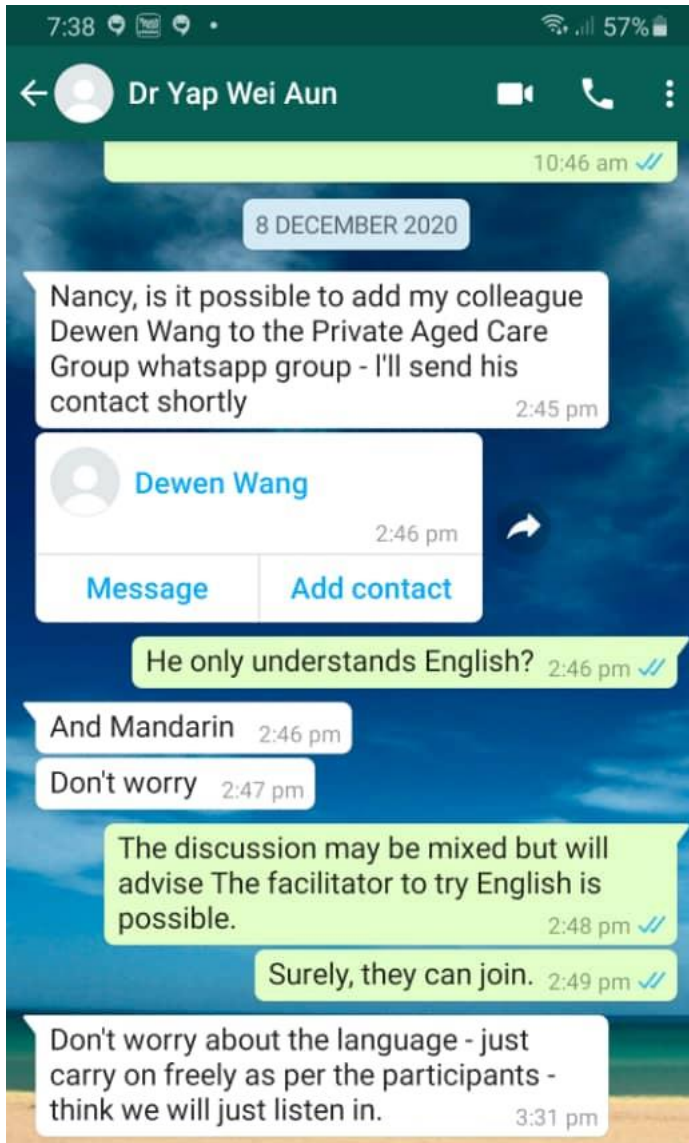 7:38
57%
Dr Yap Wei Aun
10:46 am
8 DECEMBER 2020
Nancy, is it possible to add my colleague
Dewen Wang to the Private Aged Care
Group whatsapp group - I'll send his
contact shortly
2:45 pm
Dewen Wang
2:46 pm
Message
Add contact
He only understands English? 2:46 pm
And Mandarin 2:46 pm
Don't worry 2:47 pm
The discussion may be mixed but will
advise The facilitator to try English is
possible.
2:48 pm
Surely, they can join. 2:49 pm
Don't worry about the language - just
carry on freely as per the participants -
think we will just listen in.
3:31 pm